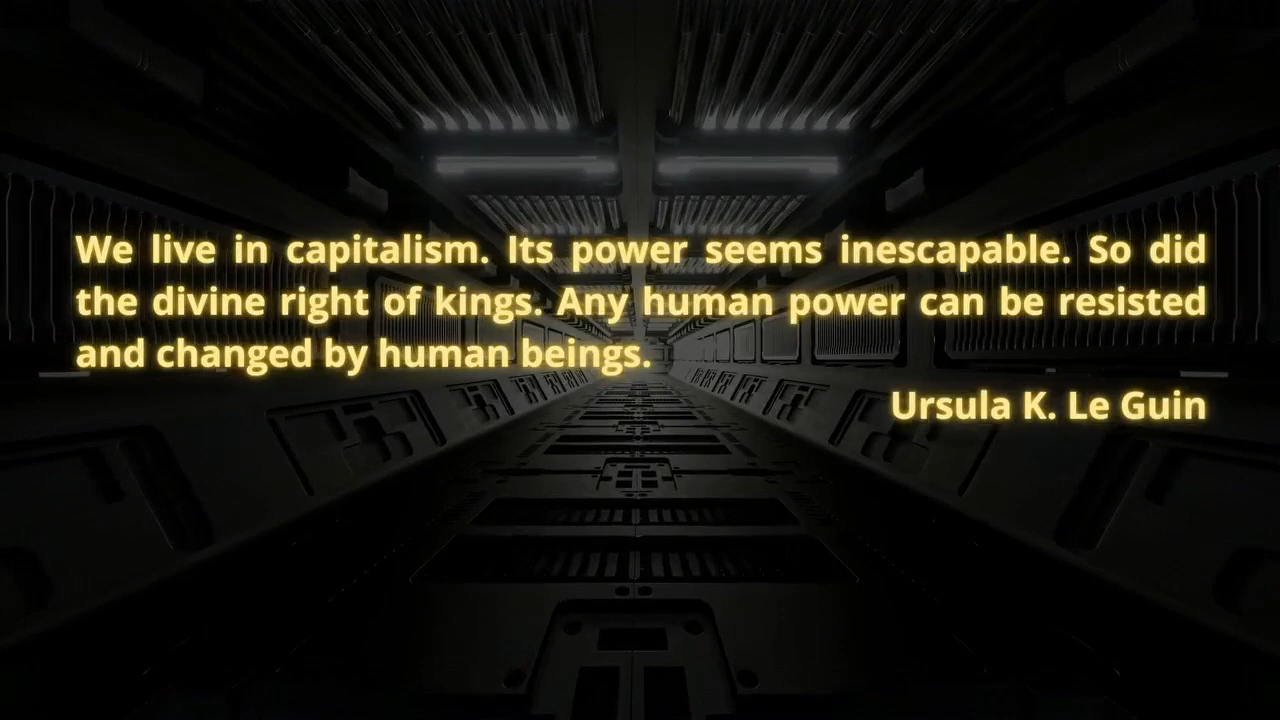 We live in capitalism. Its power seems inescapable. So did
the divine right of kings. Any human power can be resisted
and changed by human beings.
Ursula K. Le Guin